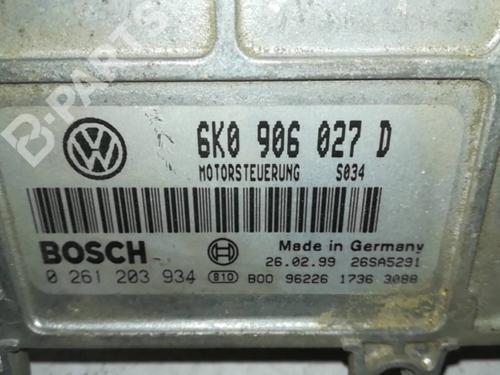 B-PARTS
VW
6K0 906 027 D
MOTORSTEUERUNG S034
BOSCH
Made in Germany
26.02.99 26SA5291
0 261 203 934 810 B00 96226 1736 3088